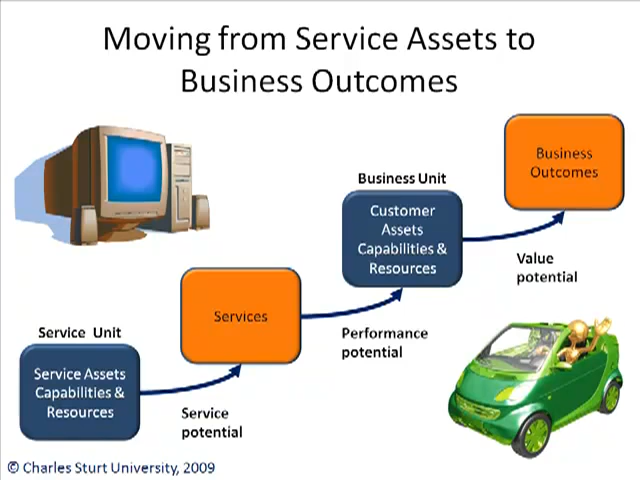 Moving from Service Assets to
Business Outcomes
Business
Outcomes
Business Unit
Customer
Assets
Capabilities &
Resources
Value
potential
Services
Performance
potential
Service Unit
Service Assets
Capabilities &
Resources
Service
potential
© Charles Sturt University, 2009